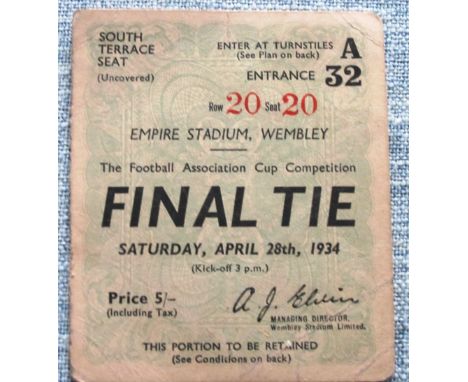 SOUTH TERRACE SEAT
(Uncovered)
ENTER AT TURNSTILES A
(See Plan on back)
ENTRANCE 32
Row 20 Seat 20
EMPIRE STADIUM, WEMBLEY
The Football Association Cup Competition
FINAL TIE
SATURDAY, APRIL 28th, 1934
(Kick-off 3 p.m.)
Price 5/-
(Including Tax)
A. J. Elvin
MANAGING DIRECTOR,
Wembley Stadium Limited.
THIS PORTION TO BE RETAINED
(See Conditions on back)